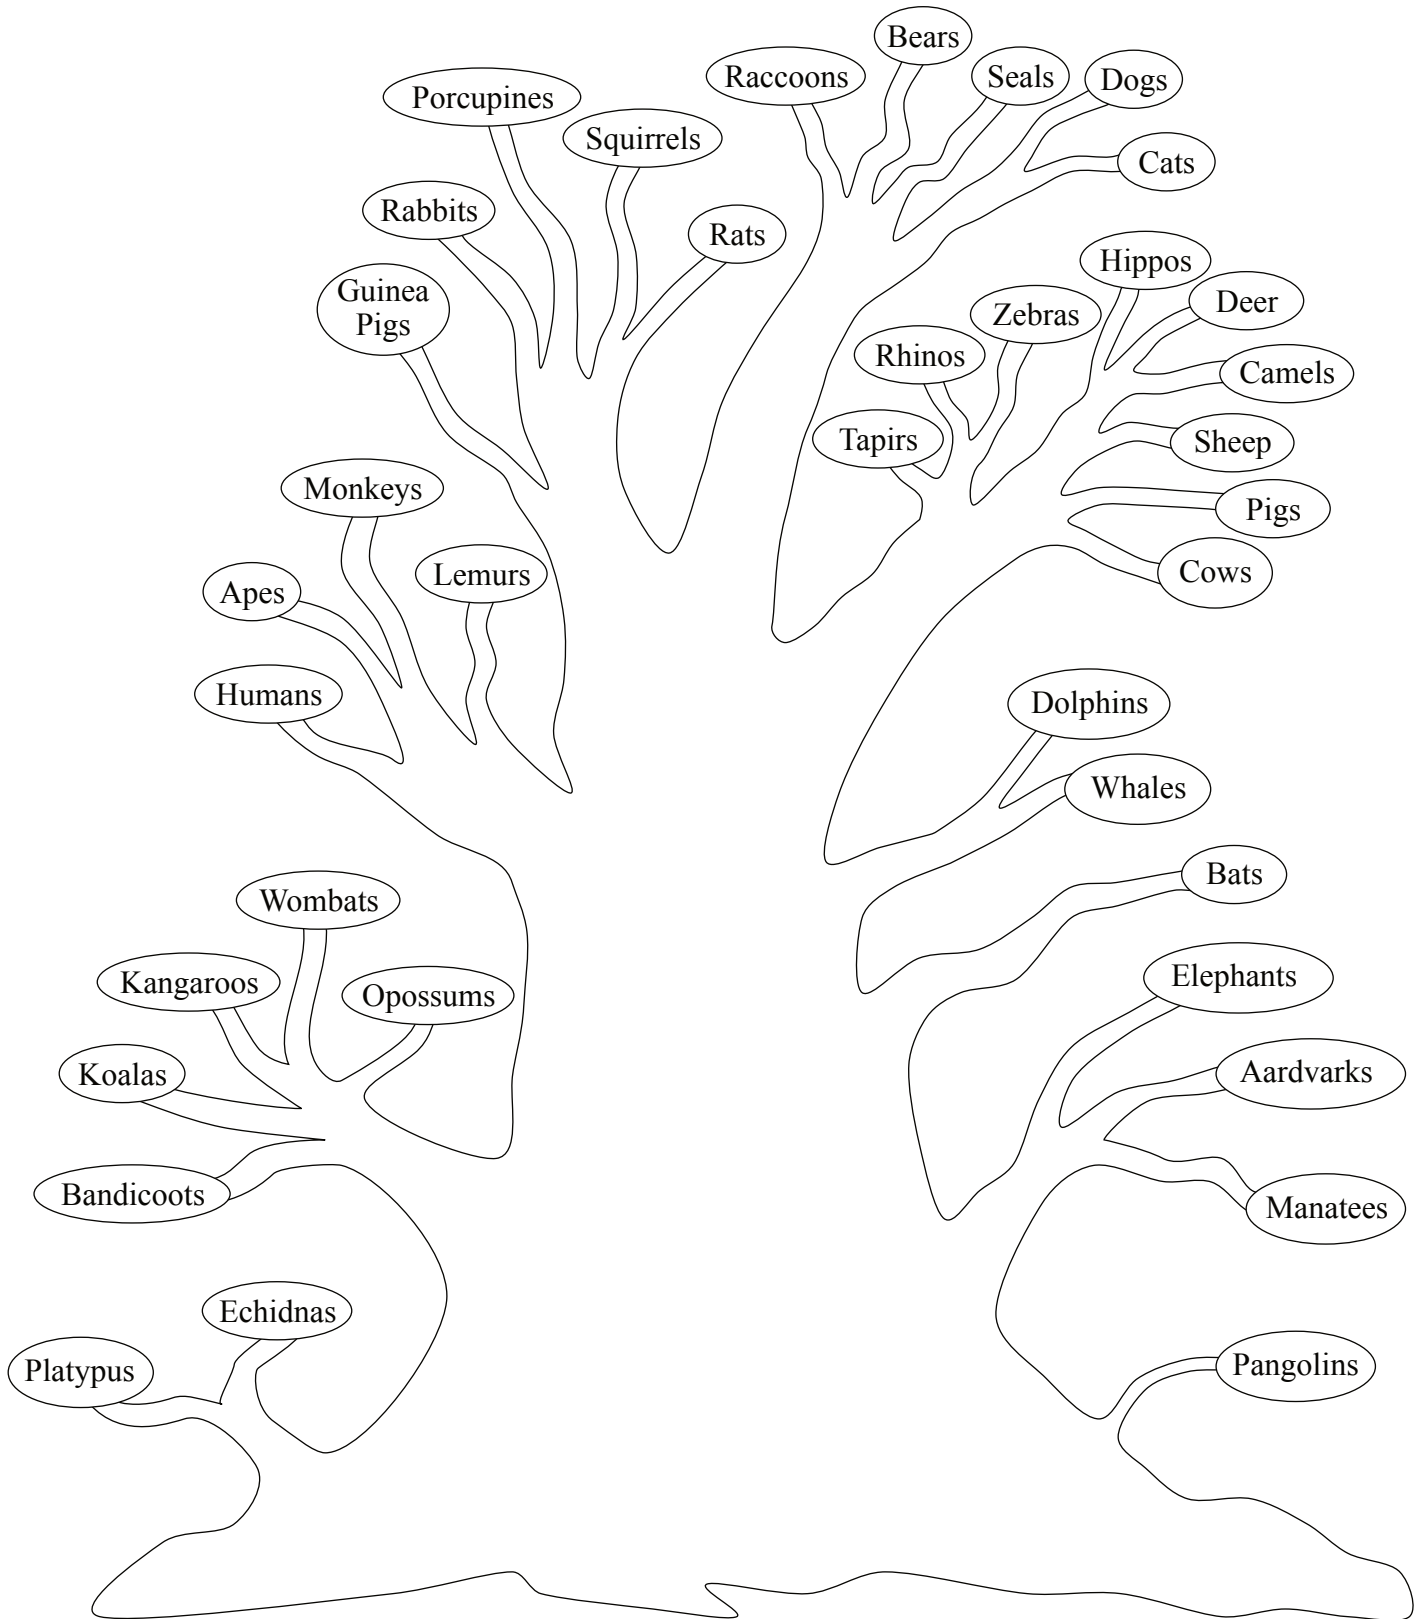 Bears
Raccoons
Seals
Dogs
Porcupines
Squirrels
Cats
Rabbits
Rats
Hippos
Guinea
Pigs
Deer
Zebras
Rhinos
Camels
Tapirs
Sheep
Monkeys
Pigs
Lemurs
Cows
Apes
Humans
Dolphins
Whales
Bats
Wombats
Elephants
Kangaroos
Opossums
Koalas
Aardvarks
Bandicoots
Manatees
Echidnas
Pangolins
Platypus